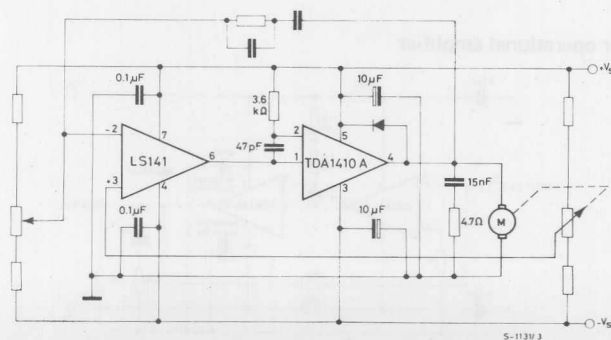 r operational amplifier
+Vs
0.1µF
10µF
3.6
kΩ
-2
7
LS141
6
+3
4
47pF
2
1
5
TDA1410 A
4
3
15nF
0.1µF
10µF
4.7Ω
M
-Vs
S-1131/3